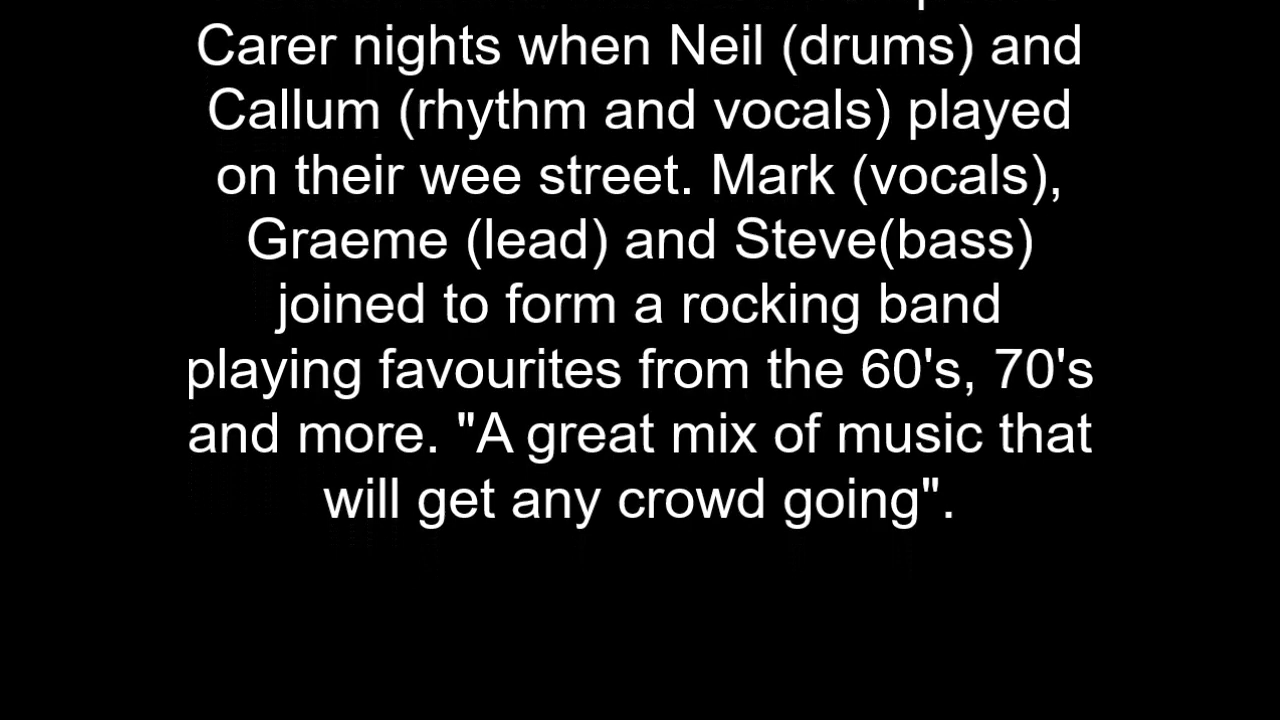 Carer nights when Neil (drums) and
Callum (rhythm and vocals) played
on their wee street. Mark (vocals),
Graeme (lead) and Steve(bass)
joined to form a rocking band
playing favourites from the 60's, 70's
and more. "A great mix of music that
will get any crowd going".